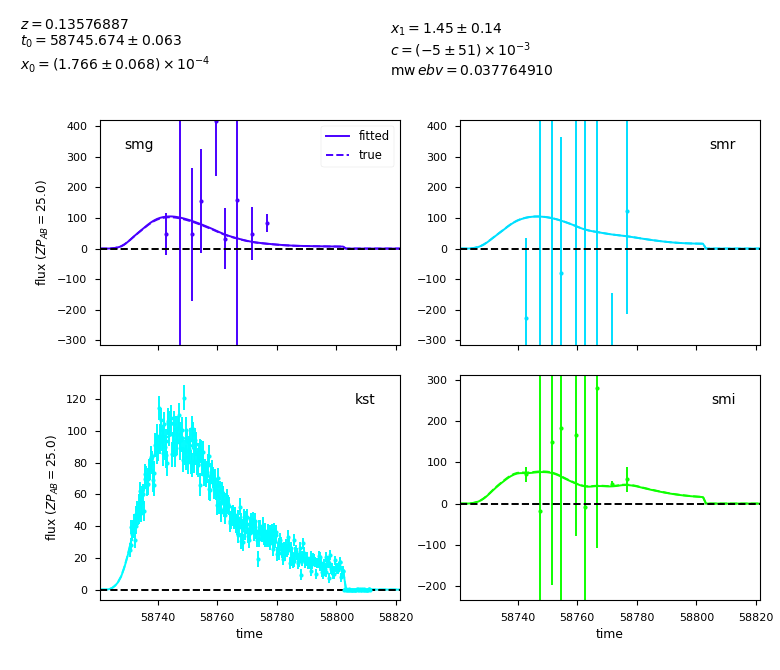 z = 0.13576887
t₀ = 58745.674 ± 0.063
x₀ = (1.766 ± 0.068) × 10⁻⁴
x₁ = 1.45 ± 0.14
c = (−5 ± 51) × 10⁻³
mw ebv = 0.037764910
smg
fitted
true
400
300
200
100
0
−100
−200
−300
flux (ZP_AB = 25.0)
smr
400
300
200
100
0
−100
−200
−300
kst
120
100
80
60
40
20
0
flux (ZP_AB = 25.0)
58740 58760 58780 58800 58820
time
smi
300
200
100
0
−100
−200
58740 58760 58780 58800 58820
time